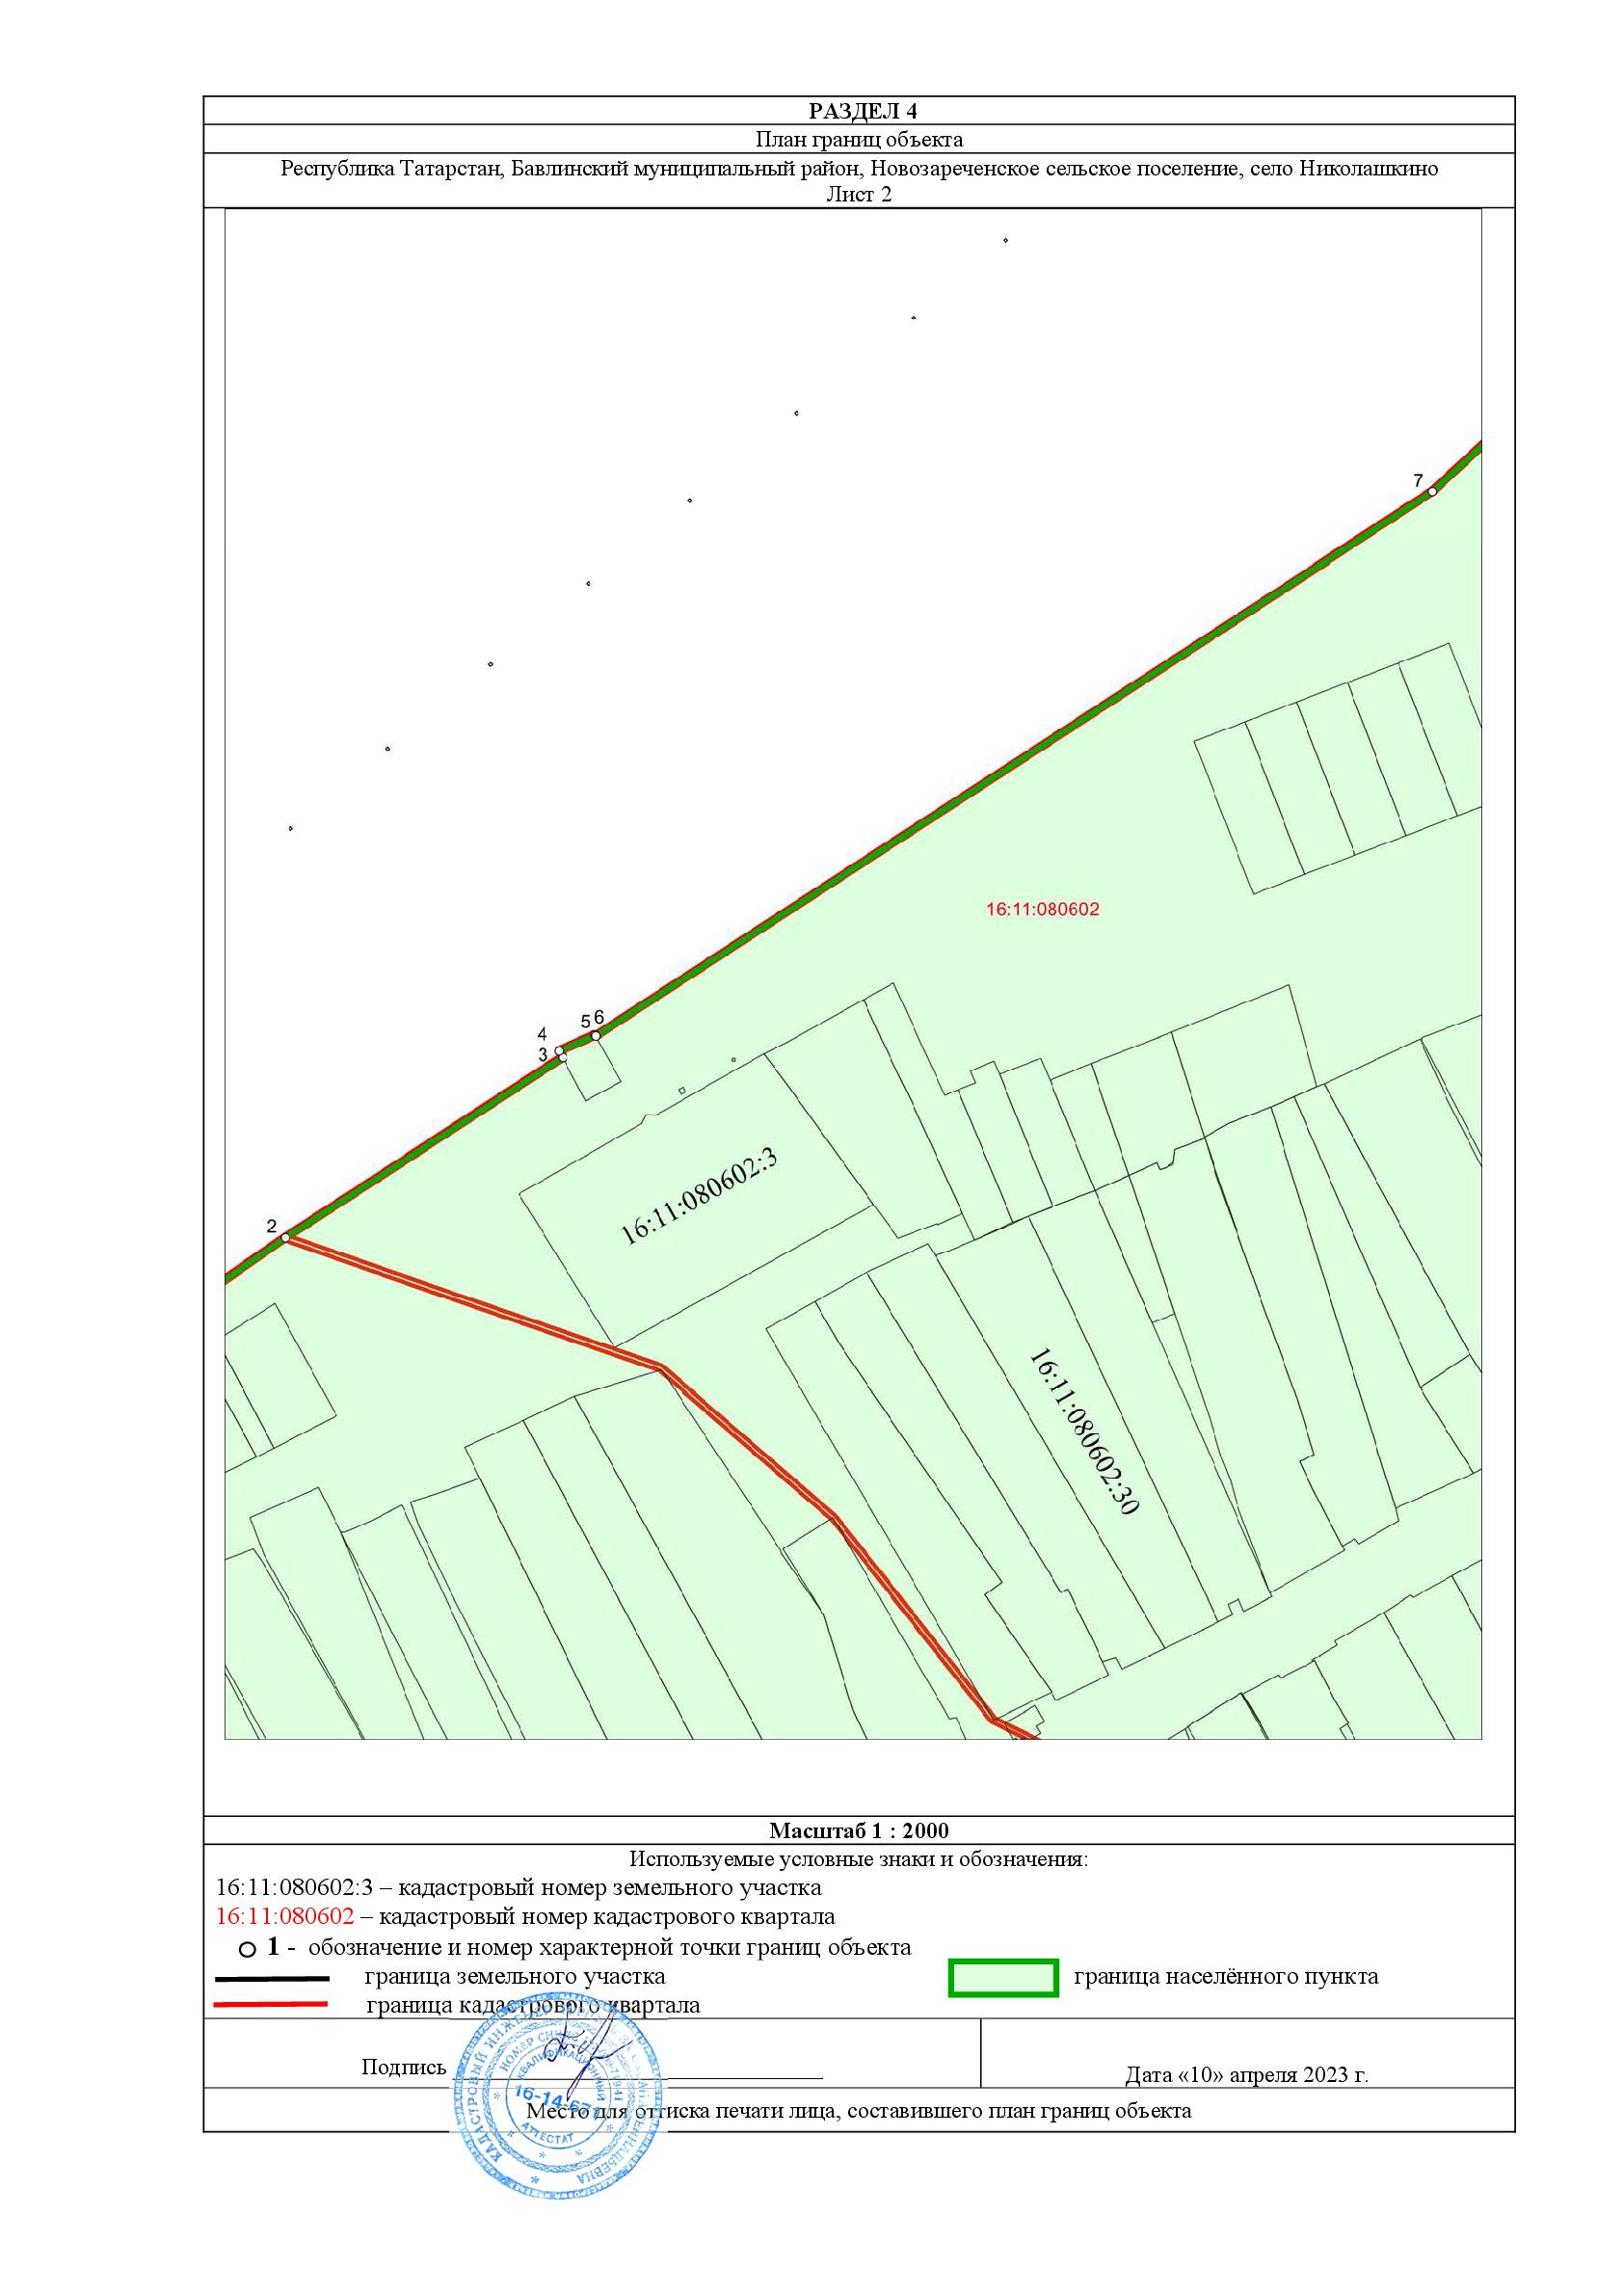 РАЗДЕЛ 4
План границ объекта
Республика Татарстан, Бавлинский муниципальный район, Новозареченское сельское поселение, село Николашкино
Лист 2
7
16:11:080602
5 6
4
3
16:11:080602:3
2
16:11:080602:30
Масштаб 1 : 2000
Используемые условные знаки и обозначения:
16:11:080602:3 – кадастровый номер земельного участка
16:11:080602 – кадастровый номер кадастрового квартала
1 - обозначение и номер характерной точки границ объекта
граница земельного участка
граница населённого пункта
граница кадастрового квартала
КАДАСТРОВЫЙ ИНЖЕНЕР
КВАЛИФИКАЦИОННЫЙ
АТТЕСТАТ
Подпись
Дата «10» апреля 2023 г.
Место для оттиска печати лица, составившего план границ объекта